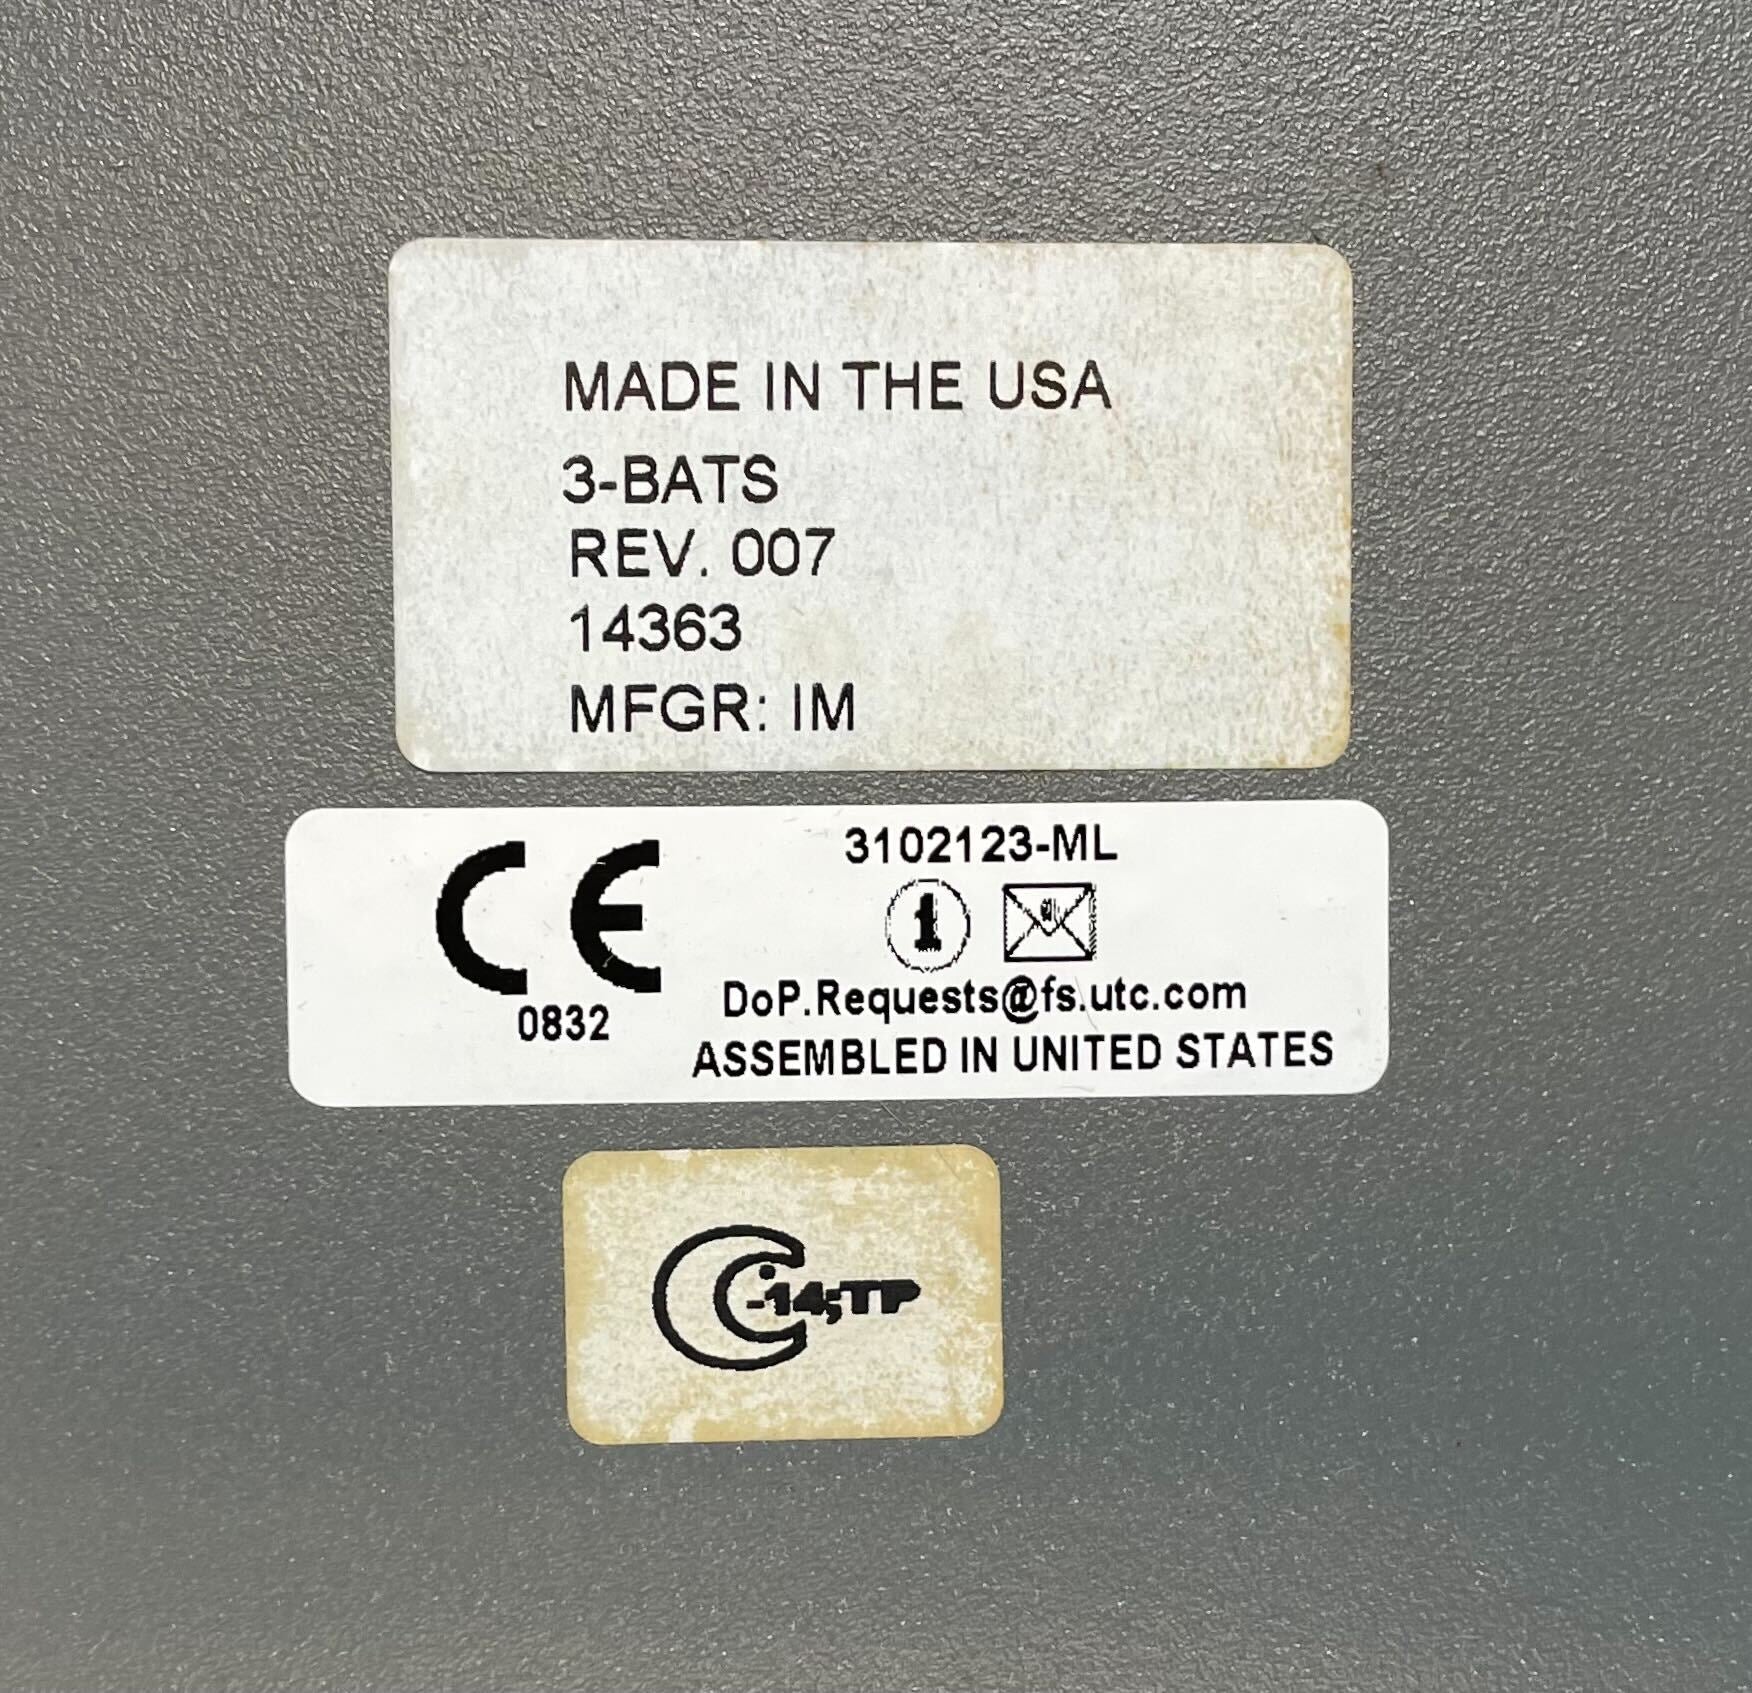 MADE IN THE USA
3-BATS
REV. 007
14363
MFGR: IM
CE
0832
3102123-ML
1
DoP.Requests@fs.utc.com
ASSEMBLED IN UNITED STATES
-14;TP